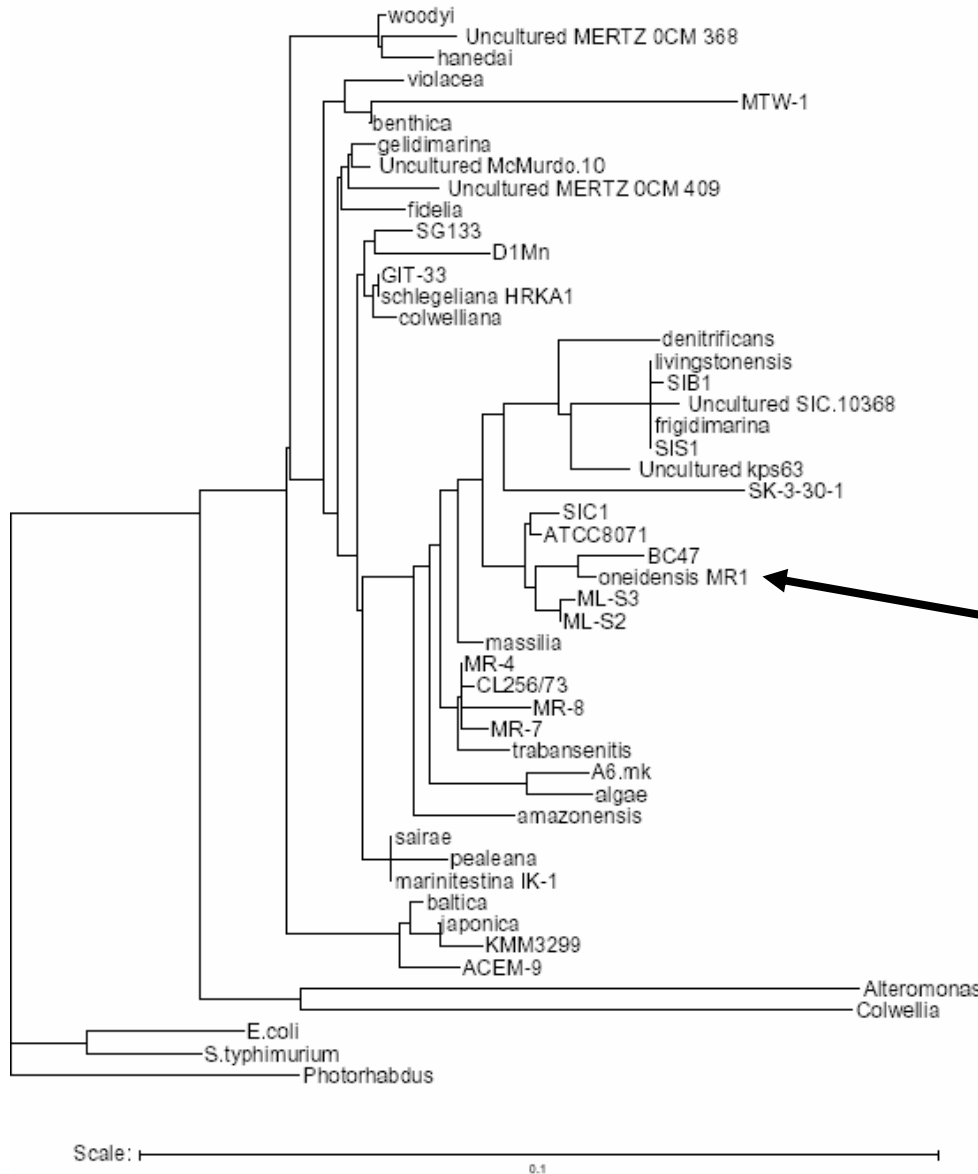 woodyi
Uncultured MERTZ 0CM 368
hanedai
violacea
MTW-1
benthica
gelidimarina
Uncultured McMurdo.10
Uncultured MERTZ 0CM 409
fidelia
SG133
D1Mn
GIT-33
schlegeliana HRKA1
colwelliana
denitrificans
livingstonensis
SIB1
Uncultured SIC.10368
frigidimarina
SIS1
Uncultured kps63
SK-3-30-1
SIC1
ATCC8071
BC47
oneidensis MR1
ML-S3
ML-S2
massilia
MR-4
CL256/73
MR-8
MR-7
trabansenitis
A6.mk
algae
amazonensis
sairae
pealeana
marinitestina IK-1
baltica
japonica
KMM3299
ACEM-9
Alteromonas
Colwellia
E.coli
S.typhimurium
Photorhabdus
Scale:
0.1